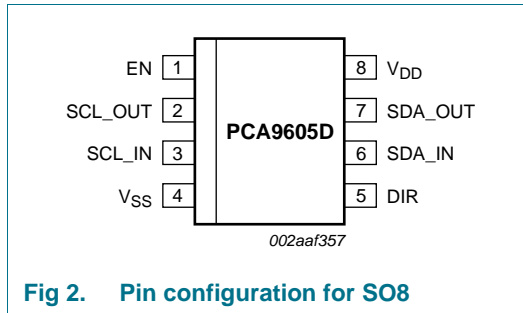 EN 1 8 VDD
SCL_OUT 2 7 SDA_OUT
PCA9605D
SCL_IN 3 6 SDA_IN
VSS 4 5 DIR
002aaf357
Fig 2. Pin configuration for SO8